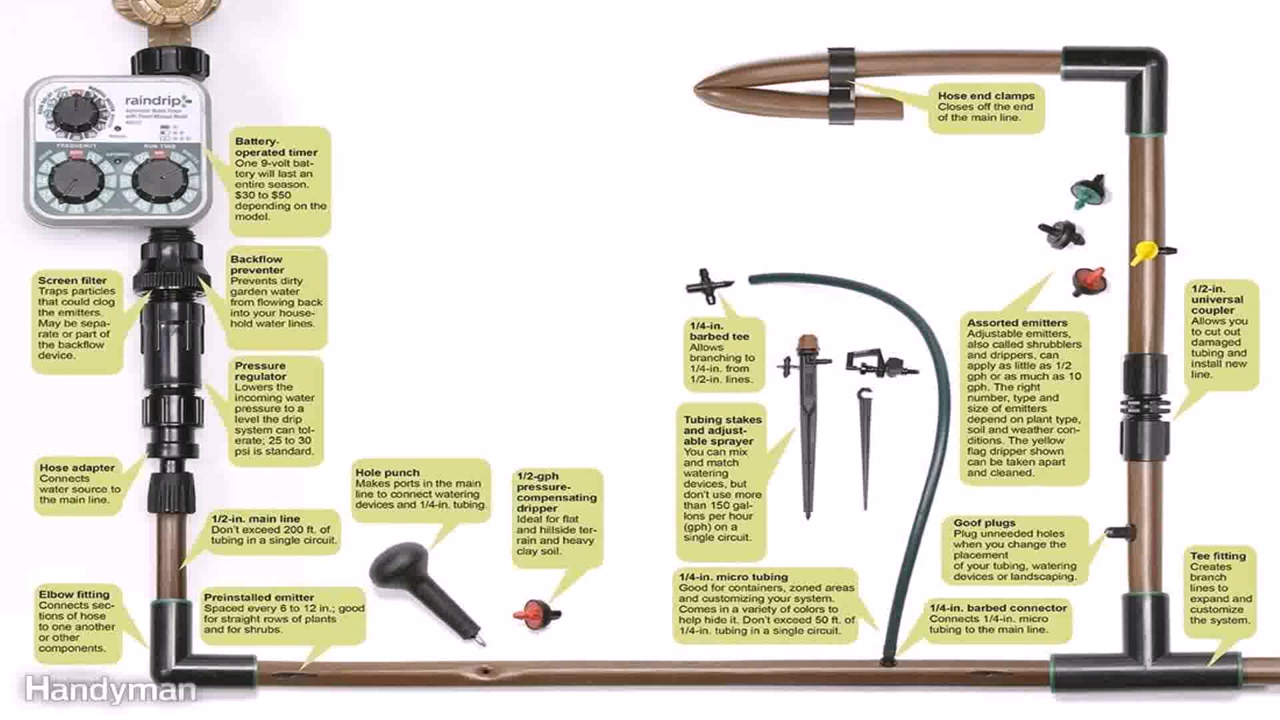 raindrip
FREQUENCY
RUN TIME
Battery-
operated timer
One 9-volt bat-
tery will last an
entire season.
$30 to $50
depending on the
model.
Screen filter
Traps particles
that could clog
the emitters.
May be sepa-
rate or part of
the backflow
device.
Backflow
preventer
Prevents dirty
garden water
from flowing back
into your house-
hold water lines.
Pressure
regulator
Lowers the
incoming water
pressure to a
level the drip
system can tol-
erate; 25 to 30
psi is standard.
Hose adapter
Connects
water source to
the main line.
1/2-in. main line
Don't exceed 200 ft. of
tubing in a single circuit.
Elbow fitting
Connects sec-
tions of hose
to one another
or other
components.
Preinstalled emitter
Spaced every 6 to 12 in.; good
for straight rows of plants
and for shrubs.
Hole punch
Makes ports in the main
line to connect watering
devices and 1/4-in. tubing.
1/2-gph
pressure-
compensating
dripper
Ideal for flat
and hillside ter-
rain and heavy
clay soil.
Hose end clamps
Closes off the end
of the main line.
1/4-in.
barbed tee
Allows
branching to
1/4-in. from
1/2-in. lines.
Tubing stakes
and adjust-
able sprayer
You can mix
and match
watering
devices, but
don't use more
than 150 gal-
lons per hour
(gph) on a
single circuit.
1/4-in. micro tubing
Good for containers, zoned areas
and customizing your system.
Comes in a variety of colors to
help hide it. Don't exceed 50 ft. of
1/4-in. tubing in a single circuit.
Assorted emitters
Adjustable emitters,
also called shrubblers
and drippers, can
apply as little as 1/2
gph or as much as 10
gph. The right
number, type and
size of emitters
depend on plant type,
soil and weather con-
ditions. The yellow
flag dripper shown
can be taken apart
and cleaned.
1/2-in.
universal
coupler
Allows you
to cut out
damaged
tubing and
install new
line.
Goof plugs
Plug unneeded holes
when you change the
placement
of your tubing, watering
devices or landscaping.
1/4-in. barbed connector
Connects 1/4-in. micro
tubing to the main line.
Tee fitting
Creates
branch
lines to
expand and
customize
the system.
Handyman